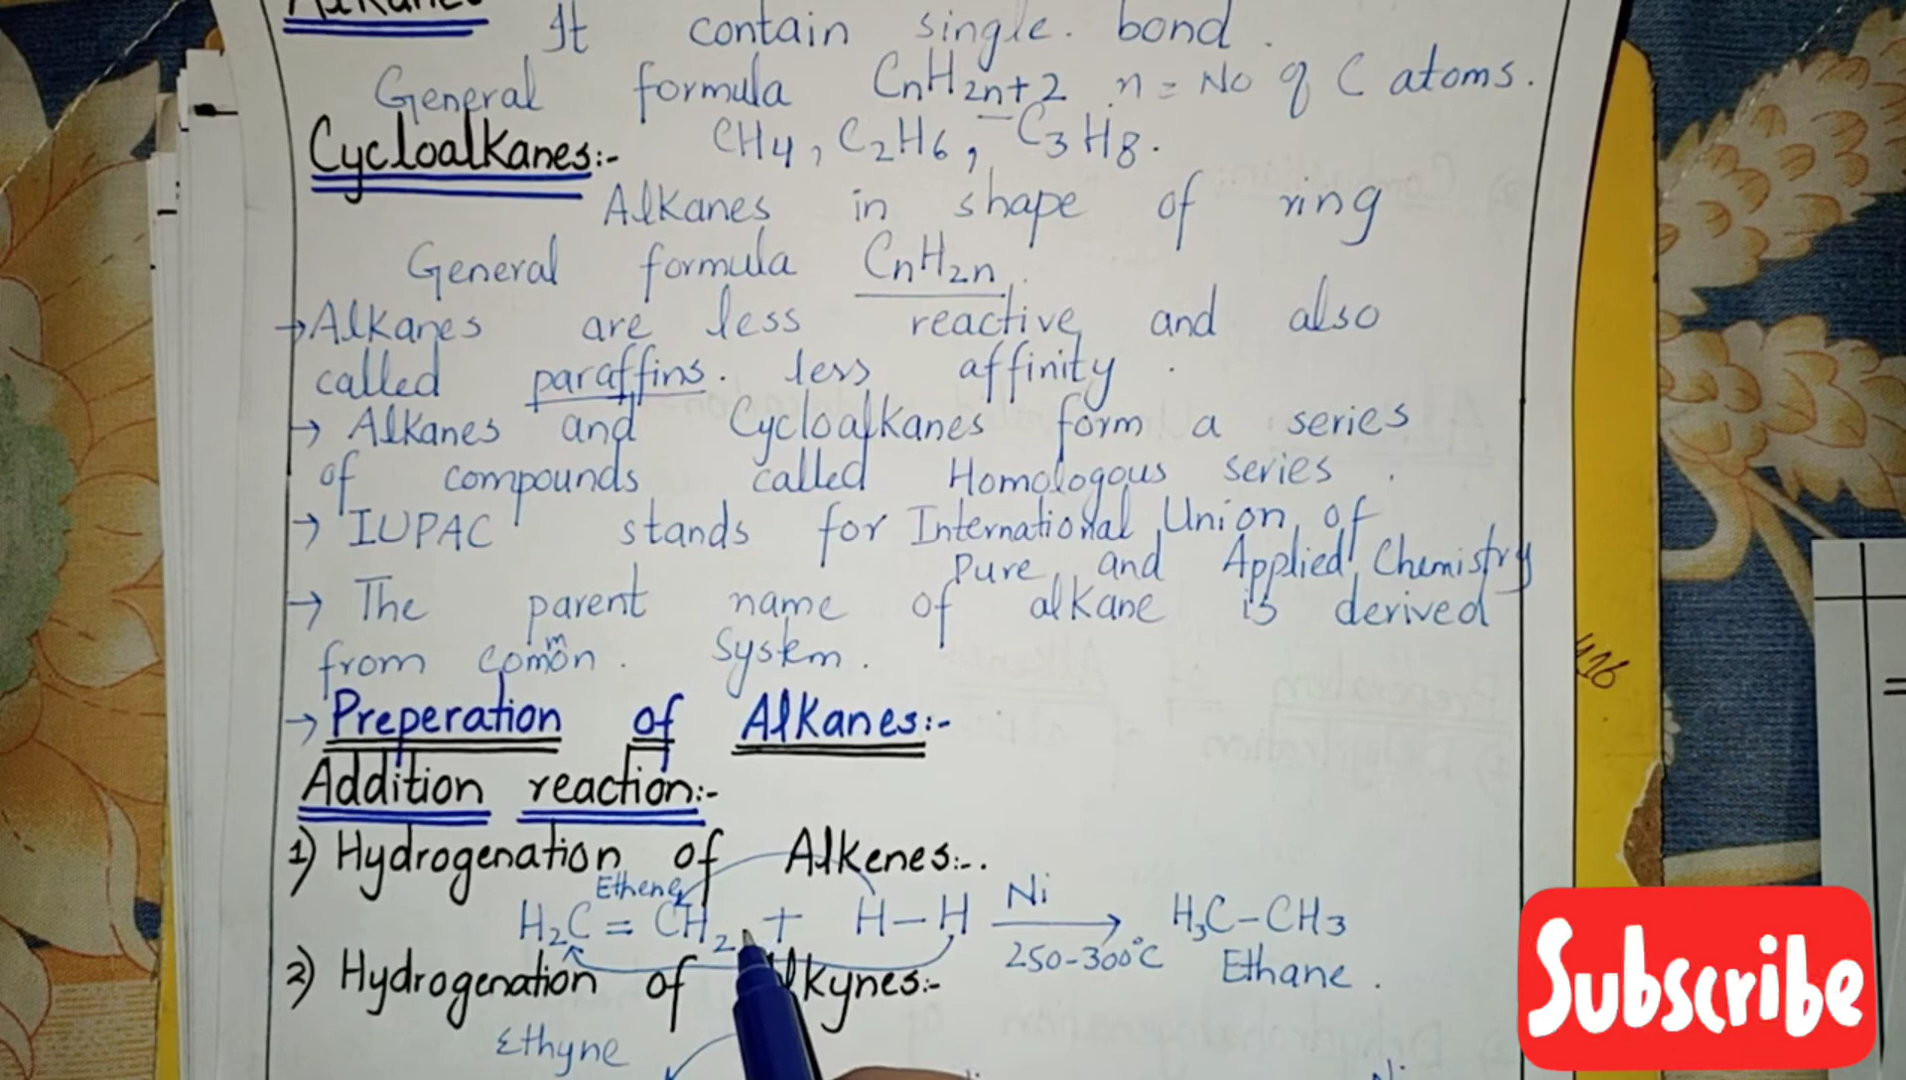 Alkanes
It contain single. bond.
General formula CnH2n+2 n = No of C atoms.
Cycloalkanes:- CH4, C2H6, C3H8.
Alkanes in shape of ring
General formula CnH2n.
→Alkanes are less reactive and also
called paraffins. less affinity.
→ Alkanes and Cycloalkanes form a series
of compounds called Homologous series.
→ IUPAC stands for International Union of
Pure and Applied Chemistry
→ The parent name of alkane is derived
from common. System.
→ Preperation of Alkanes:-
Addition reaction:-
1) Hydrogenation of Alkenes:-.
Ethene Ni
H2C = CH2 + H-H → H3C-CH3
250-300°C Ethane.
2) Hydrogenation of Alkynes:-
Ethyne
Ni
Subscribe